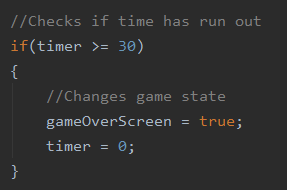 //Checks if time has run out
if(timer >= 30)
{
    //Changes game state
    gameOverScreen = true;
    timer = 0;
}